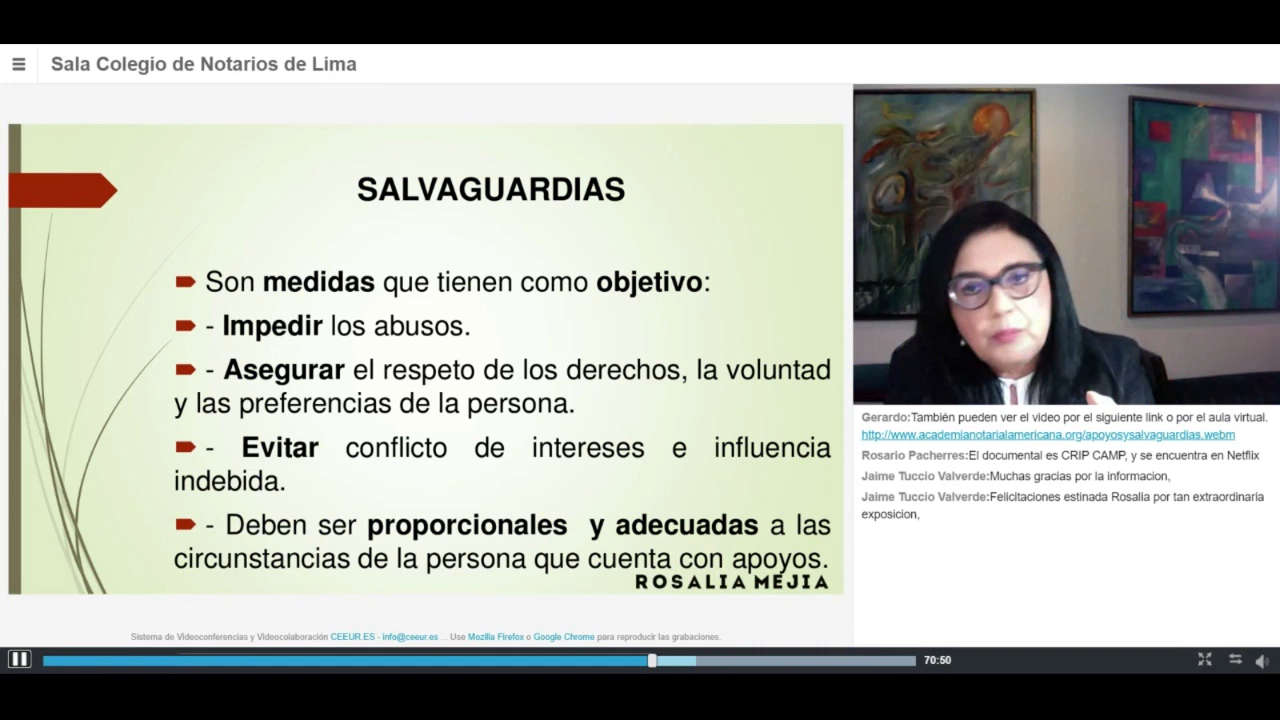 Sala Colegio de Notarios de Lima
SALVAGUARDIAS
Son medidas que tienen como objetivo:
- Impedir los abusos.
- Asegurar el respeto de los derechos, la voluntad
y las preferencias de la persona.
- Evitar conflicto de intereses e influencia
indebida.
- Deben ser proporcionales y adecuadas a las
circunstancias de la persona que cuenta con apoyos.
ROSALIA MEJIA
Gerardo:También pueden ver el video por el siguiente link o por el aula virtual.
http://www.academianotarialamericana.org/apoyosysalvaguardias.webm
Rosario Pacherres:El documental es CRIP CAMP, y se encuentra en Netflix
Jaime Tuccio Valverde:Muchas gracias por la informacion,
Jaime Tuccio Valverde:Felicitaciones estinada Rosalia por tan extraordinaria
exposicion,
Sistema de Videoconferencias y Videocolaboración CEEUR.ES - info@ceeur.es ... Use Mozilla Firefox o Google Chrome para reproducir las grabaciones.
70:50